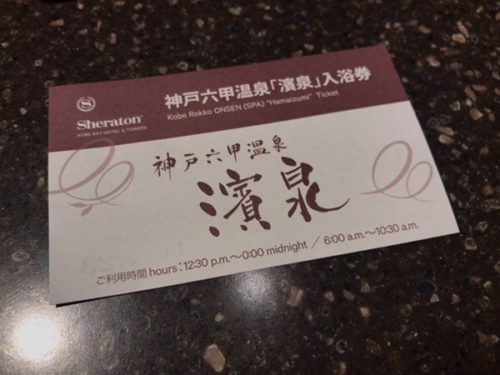 Sheraton
KOBE BAY HOTEL & TOWERS
神戸六甲温泉「濱泉」入浴券
Kobe Rokko ONSEN (SPA) "Hamaizumi" Ticket
神戸六甲温泉
濱泉
ご利用時間 hours：12:30 p.m.～0:00 midnight ／ 6:00 a.m.～10:30 a.m.